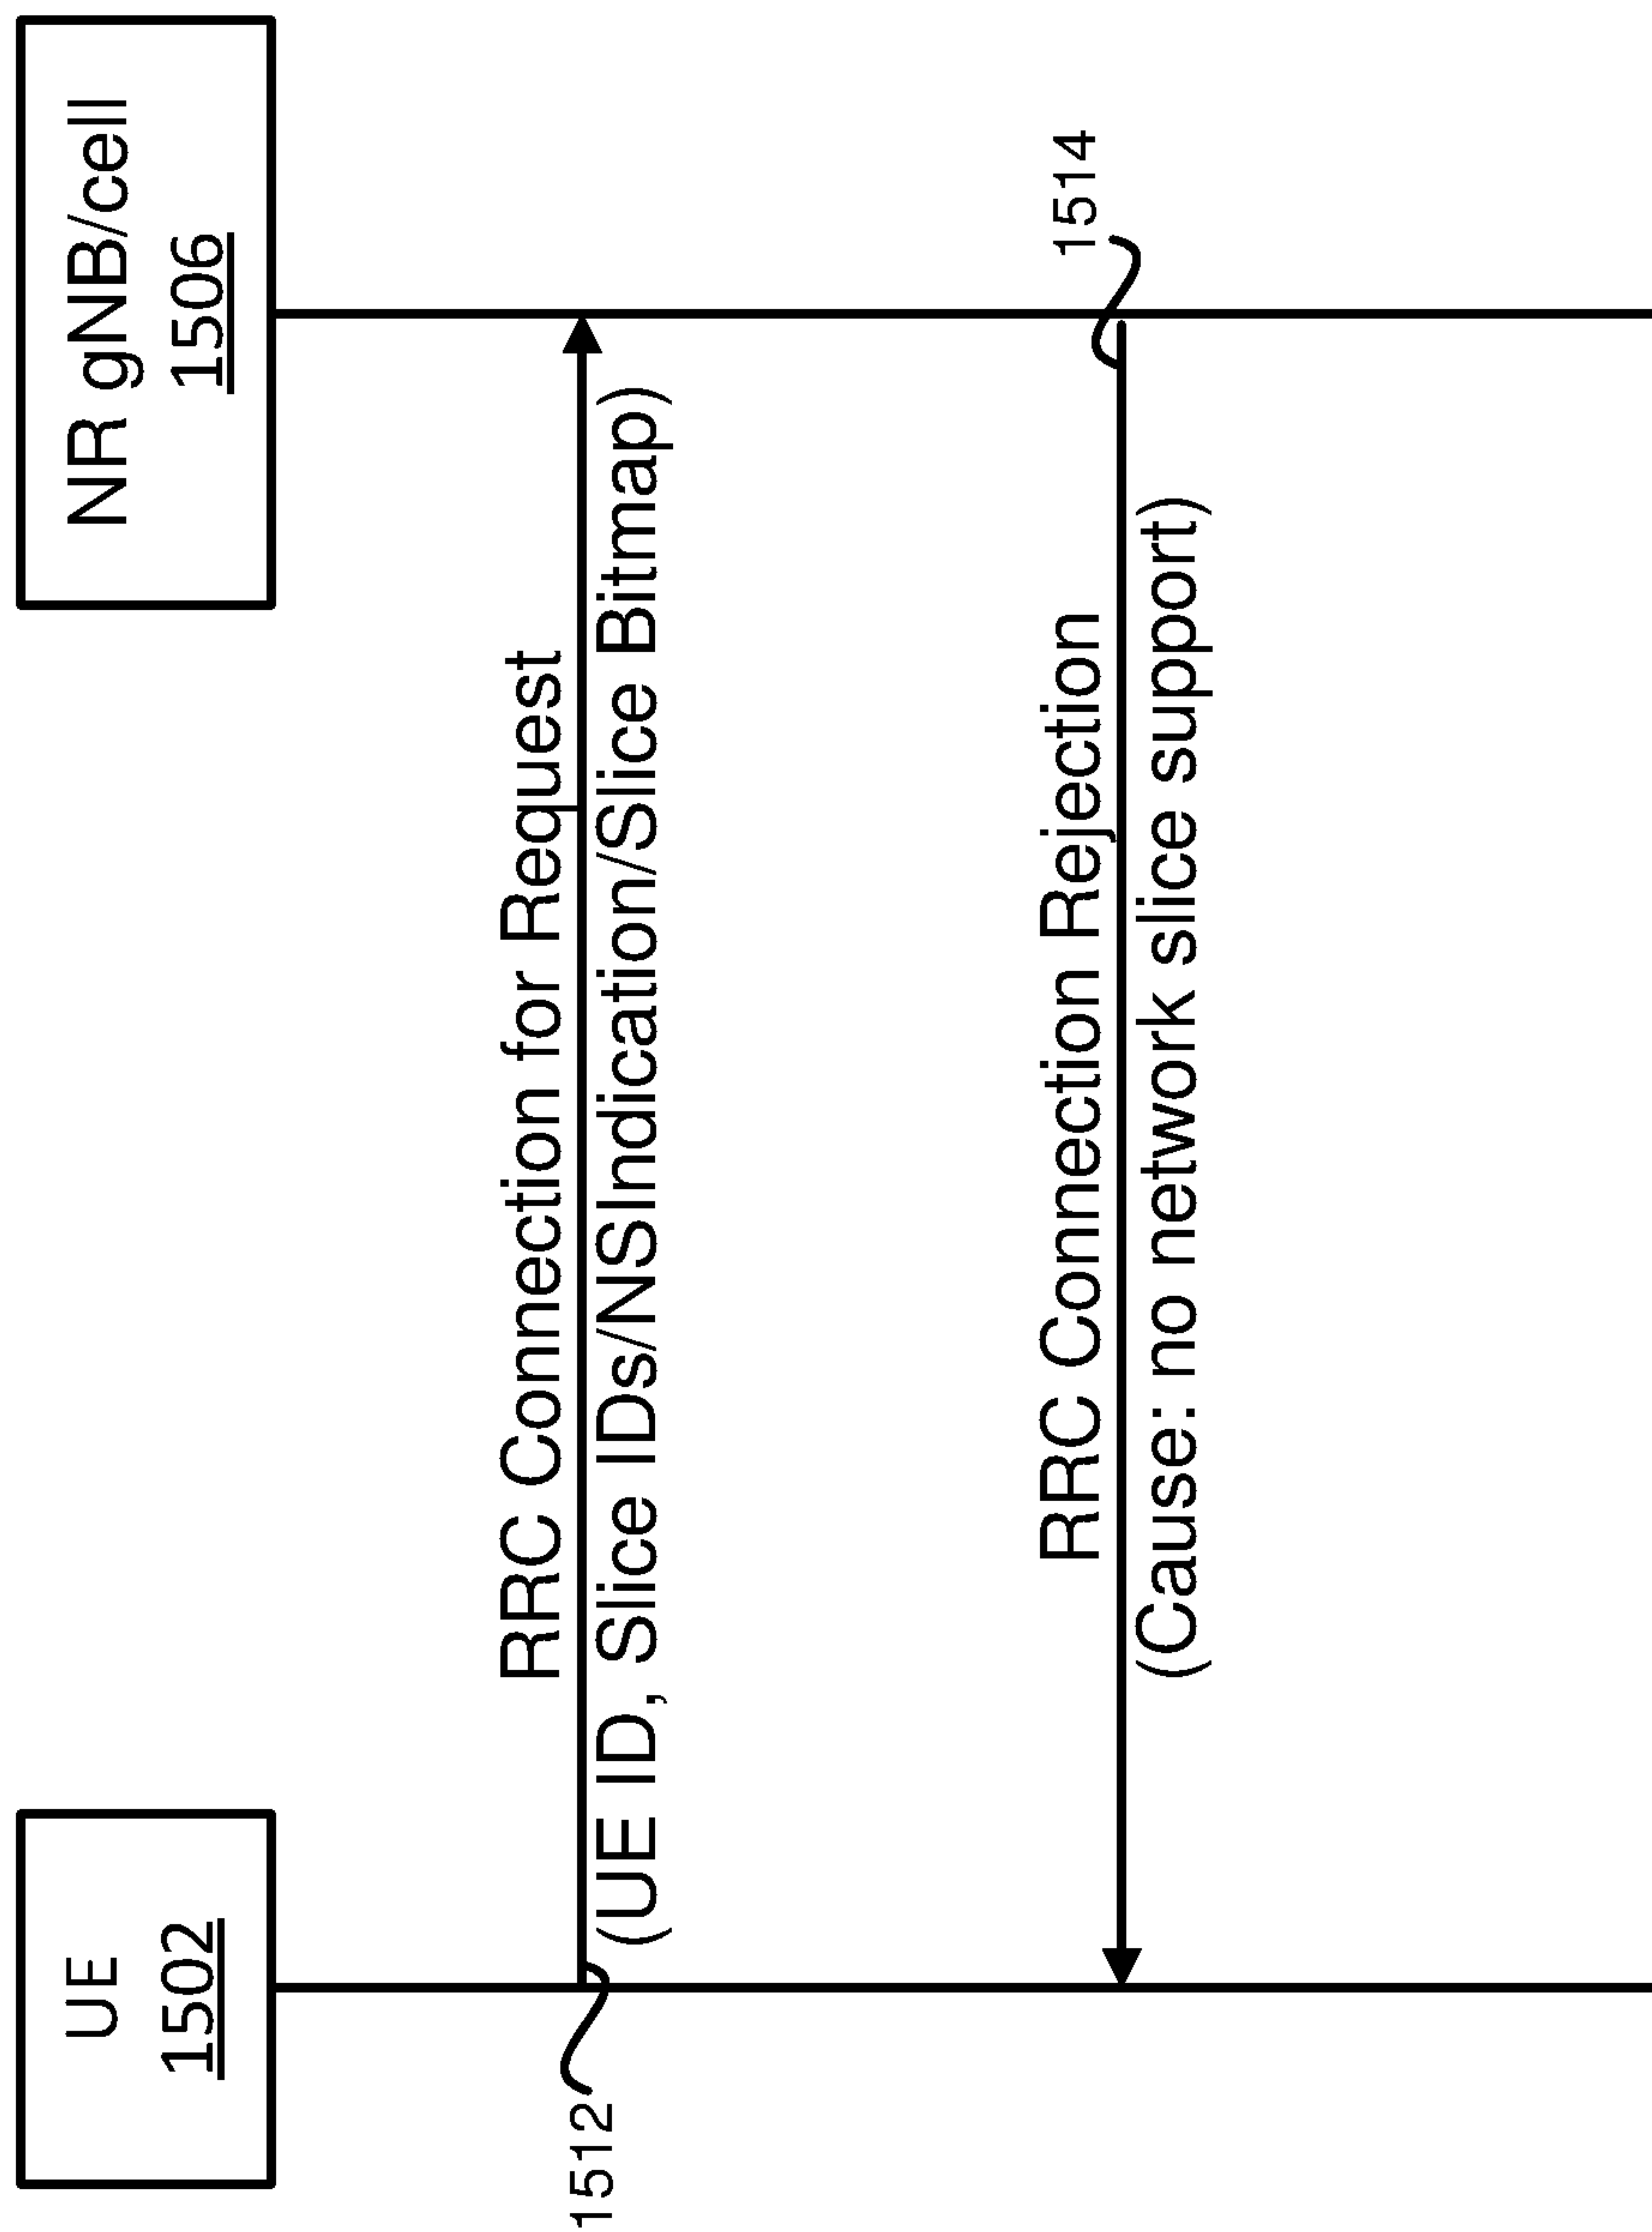 UE
1502
NR gNB/cell
1506
RRC Connection for Request
1512
(UE ID, Slice IDs/NSIndication/Slice Bitmap)
RRC Connection Rejection
1514
(Cause: no network slice support)